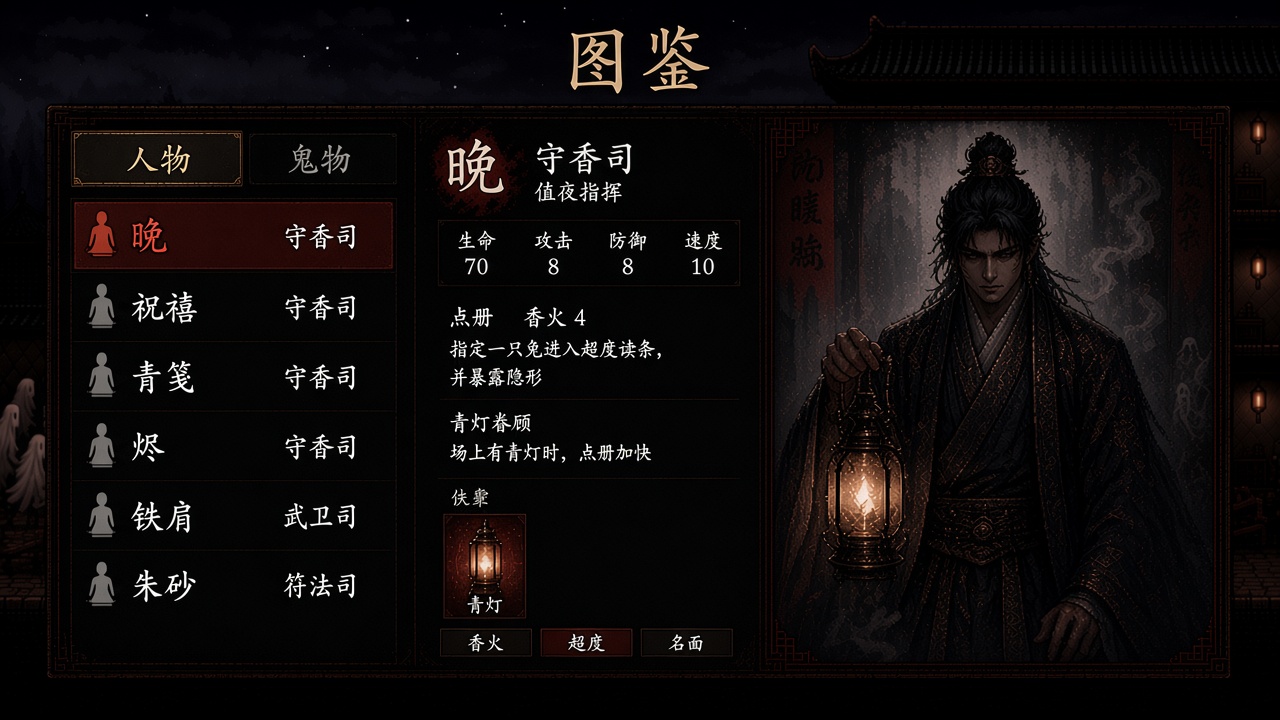 图鉴
人物 鬼物
晚 守香司
祝禧 守香司
青笺 守香司
烬 守香司
铁肩 武卫司
朱砂 符法司
晚
守香司
值夜指挥
生命 攻击 防御 速度
70 8 8 10
点册 香火 4
指定一只兔进入超度读条,
并暴露隐形
青灯眷顾
场上有青灯时,点册加快
青灯
香火 超度 名面